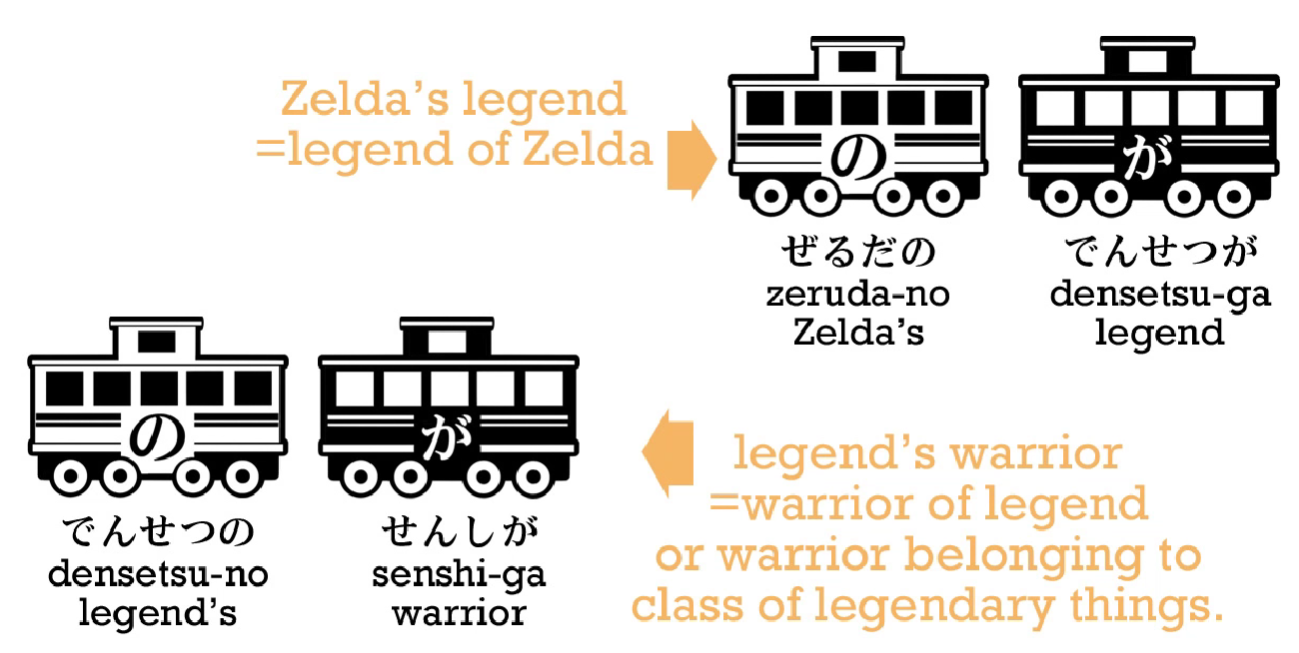 Zelda's legend
=legend of Zelda
の
が
ぜるだの
zeruda-no
Zelda's
でんせつが
densetsu-ga
legend
の
が
でんせつの
densetsu-no
legend's
せんしが
senshi-ga
warrior
legend's warrior
=warrior of legend
or warrior belonging to
class of legendary things.